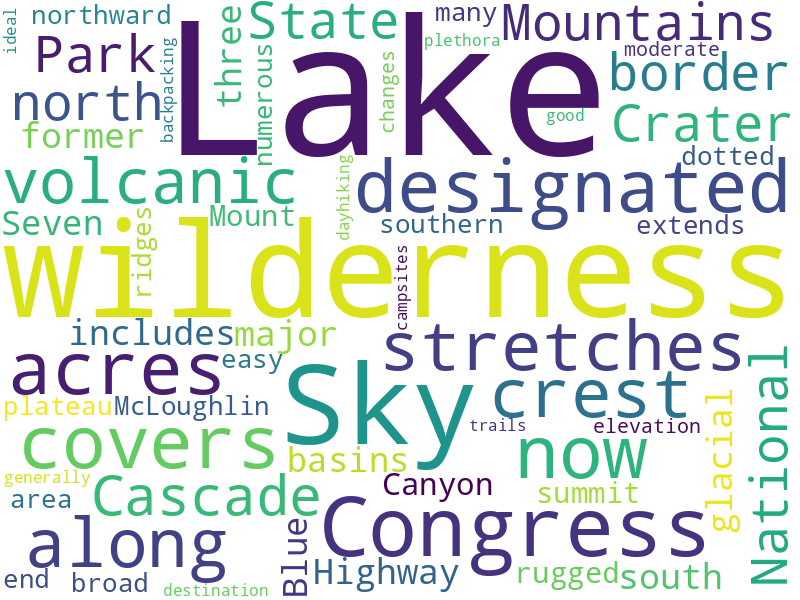 ideal
northward
Park
backpacking
Lake
three
State
numerous
changes
many
plethora
Mountains
moderate
border
north
former
good
Crater
dotted
volcanic
Seven
ridges
Mount
dayhiking
designated
southern
extends
wilderness
campsites
includes
major
stretches
acres
easy
plateau
McLoughlin
Sky
crest
trails
elevation
National
glacial
covers
basins
now
generally
area
Cascade
Canyon
summit
along
Blue
Congress
end
broad
destination
Highway
rugged
south